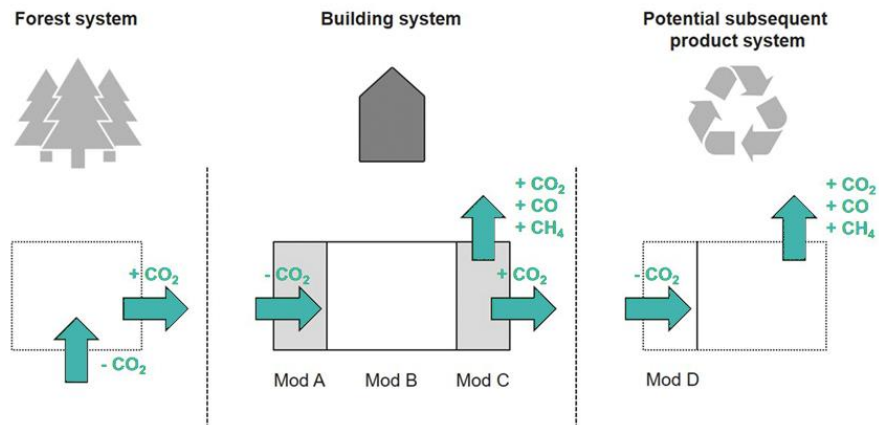 Forest system
Building system
Potential subsequent
product system
+ CO₂
- CO₂
- CO₂
+ CO₂
+ CO
+ CH₄
+ CO₂
Mod A
Mod B
Mod C
- CO₂
+ CO₂
+ CO
+ CH₄
Mod D